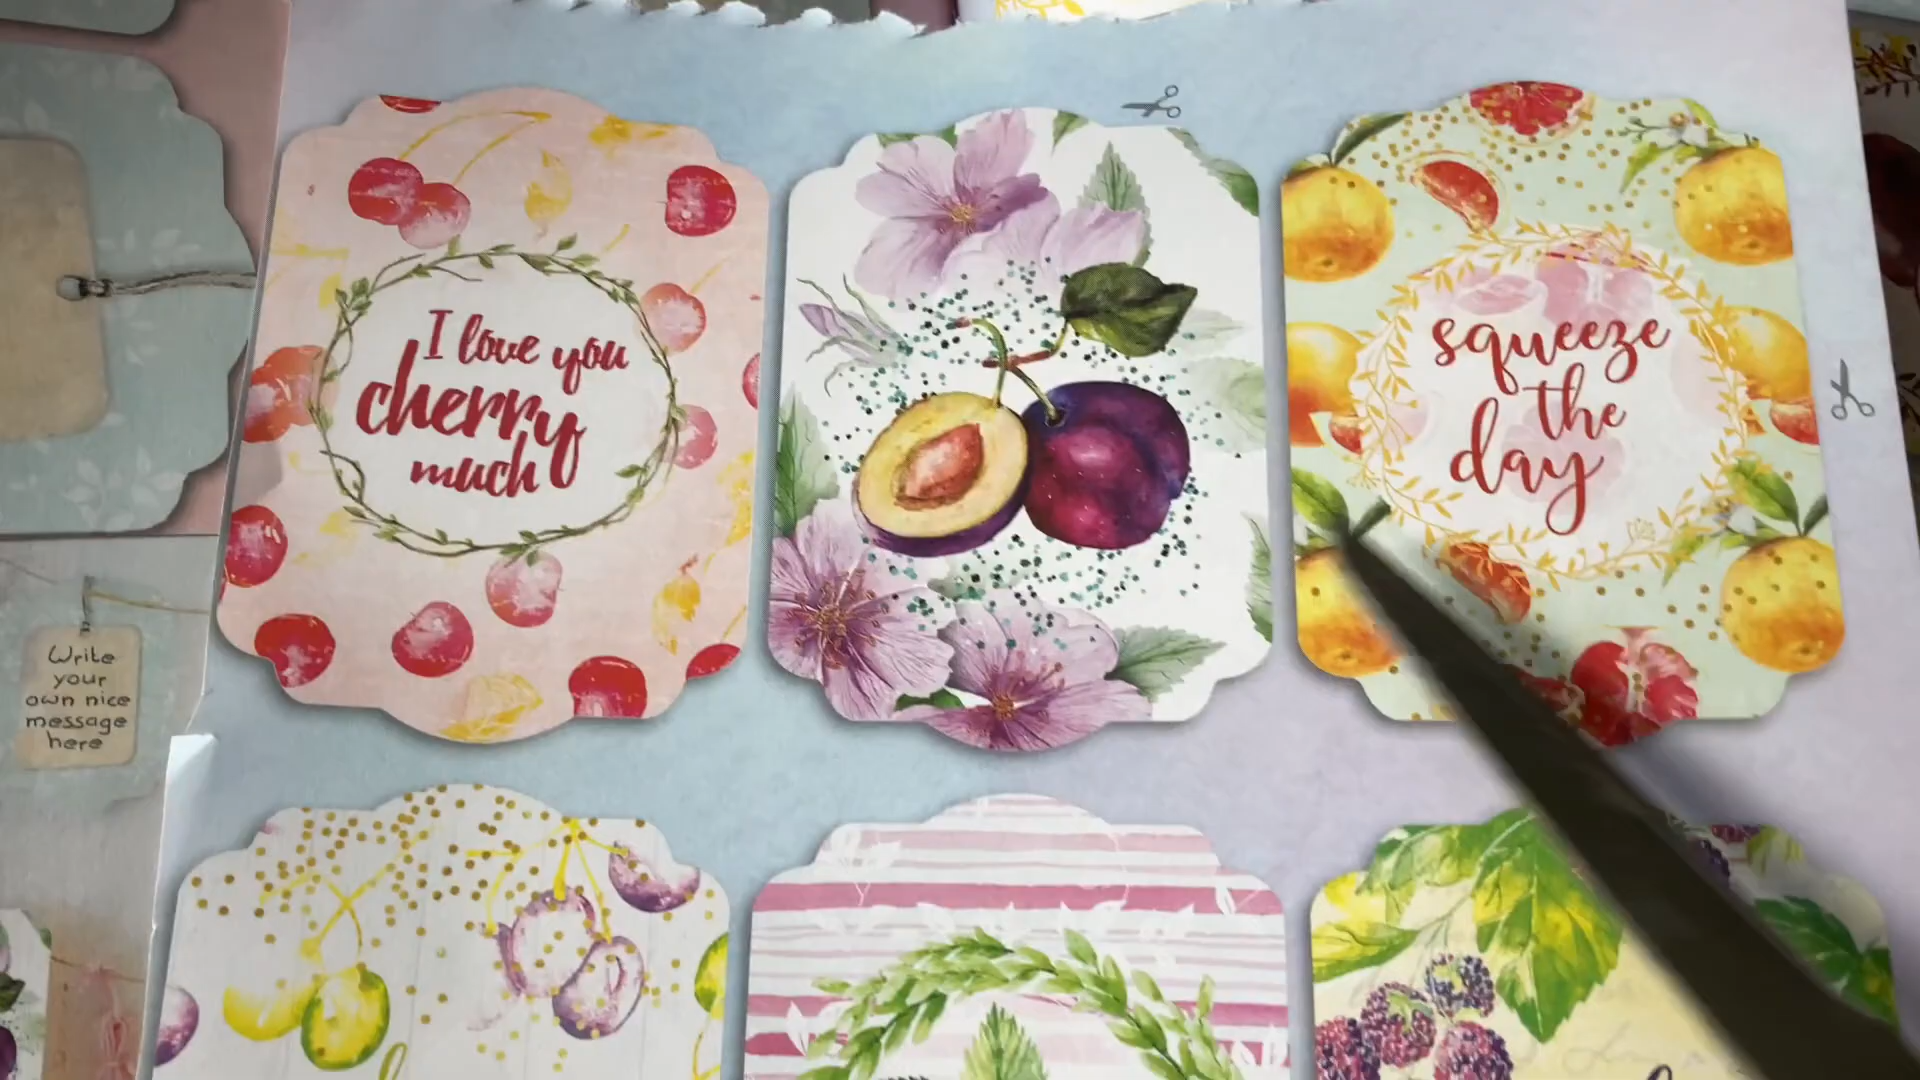 I love you
cherry
much
squeeze
the
day
Write
your
own nice
message
here